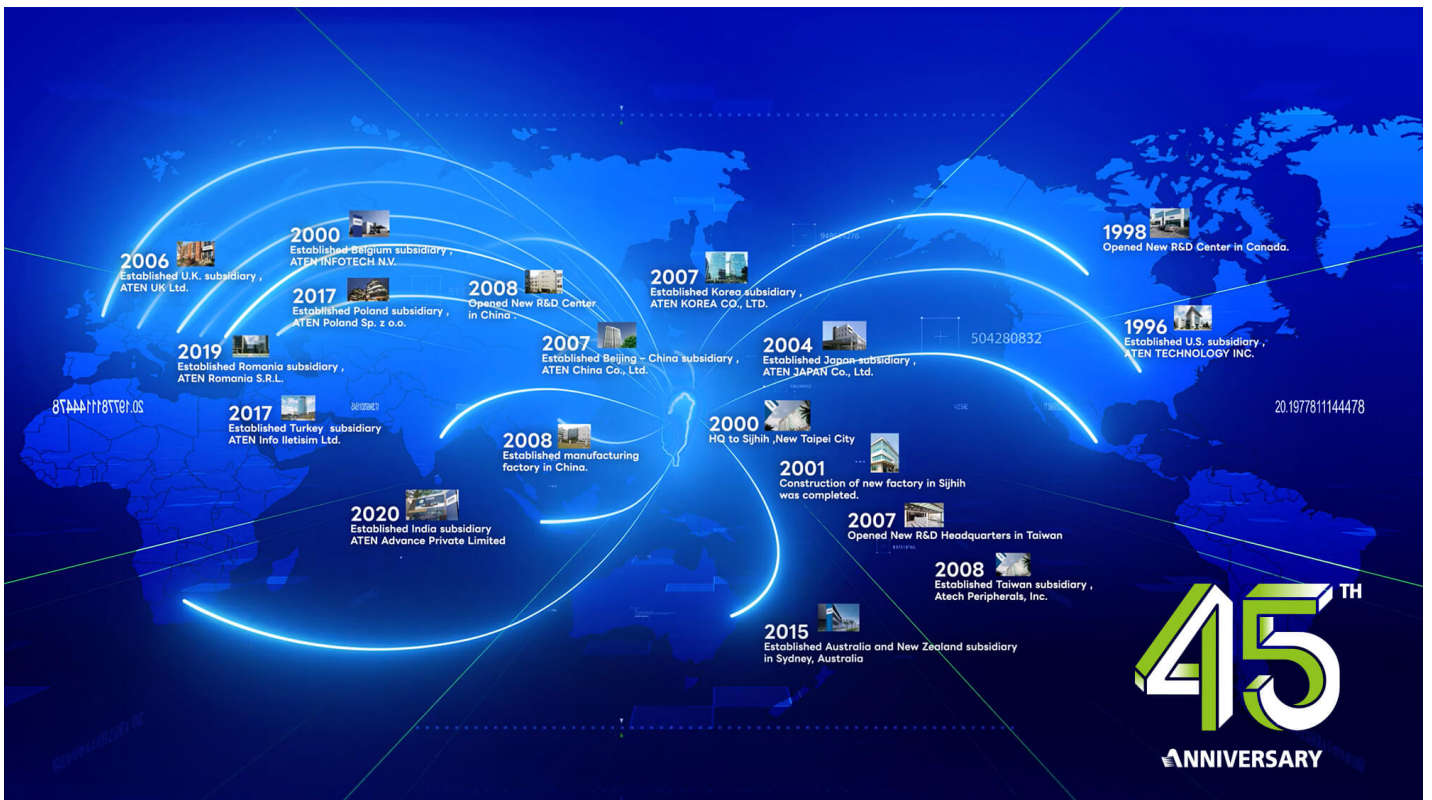 2006
Established U.K. subsidiary ,
ATEN UK Ltd.
2000
Established Belgium subsidiary ,
ATEN INFOTECH N.V.
2017
Established Poland subsidiary ,
ATEN Poland Sp. z o.o.
2019
Established Romania subsidiary ,
ATEN Romania S.R.L.
2017
Established Turkey subsidiary
ATEN Info Iletisim Ltd.
2008
Opened New R&D Center
in China .
2007
Established Beijing – China subsidiary ,
ATEN China Co., Ltd.
2008
Established manufacturing
factory in China.
2020
Established India subsidiary
ATEN Advance Private Limited
2007
Established Korea subsidiary ,
ATEN KOREA CO., LTD.
2004
Established Japan subsidiary ,
ATEN JAPAN Co., Ltd.
2000
HQ to Sijhih ,New Taipei City
2001
Construction of new factory in Sijhih
was completed.
2007
Opened New R&D Headquarters in Taiwan
2008
Established Taiwan subsidiary ,
Atech Peripherals, Inc.
2015
Established Australia and New Zealand subsidiary
in Sydney, Australia
1998
Opened New R&D Center in Canada.
1996
Established U.S. subsidiary ,
ATEN TECHNOLOGY INC.
504280832
20.1977811144478
20.1977811144478
45TH
ANNIVERSARY